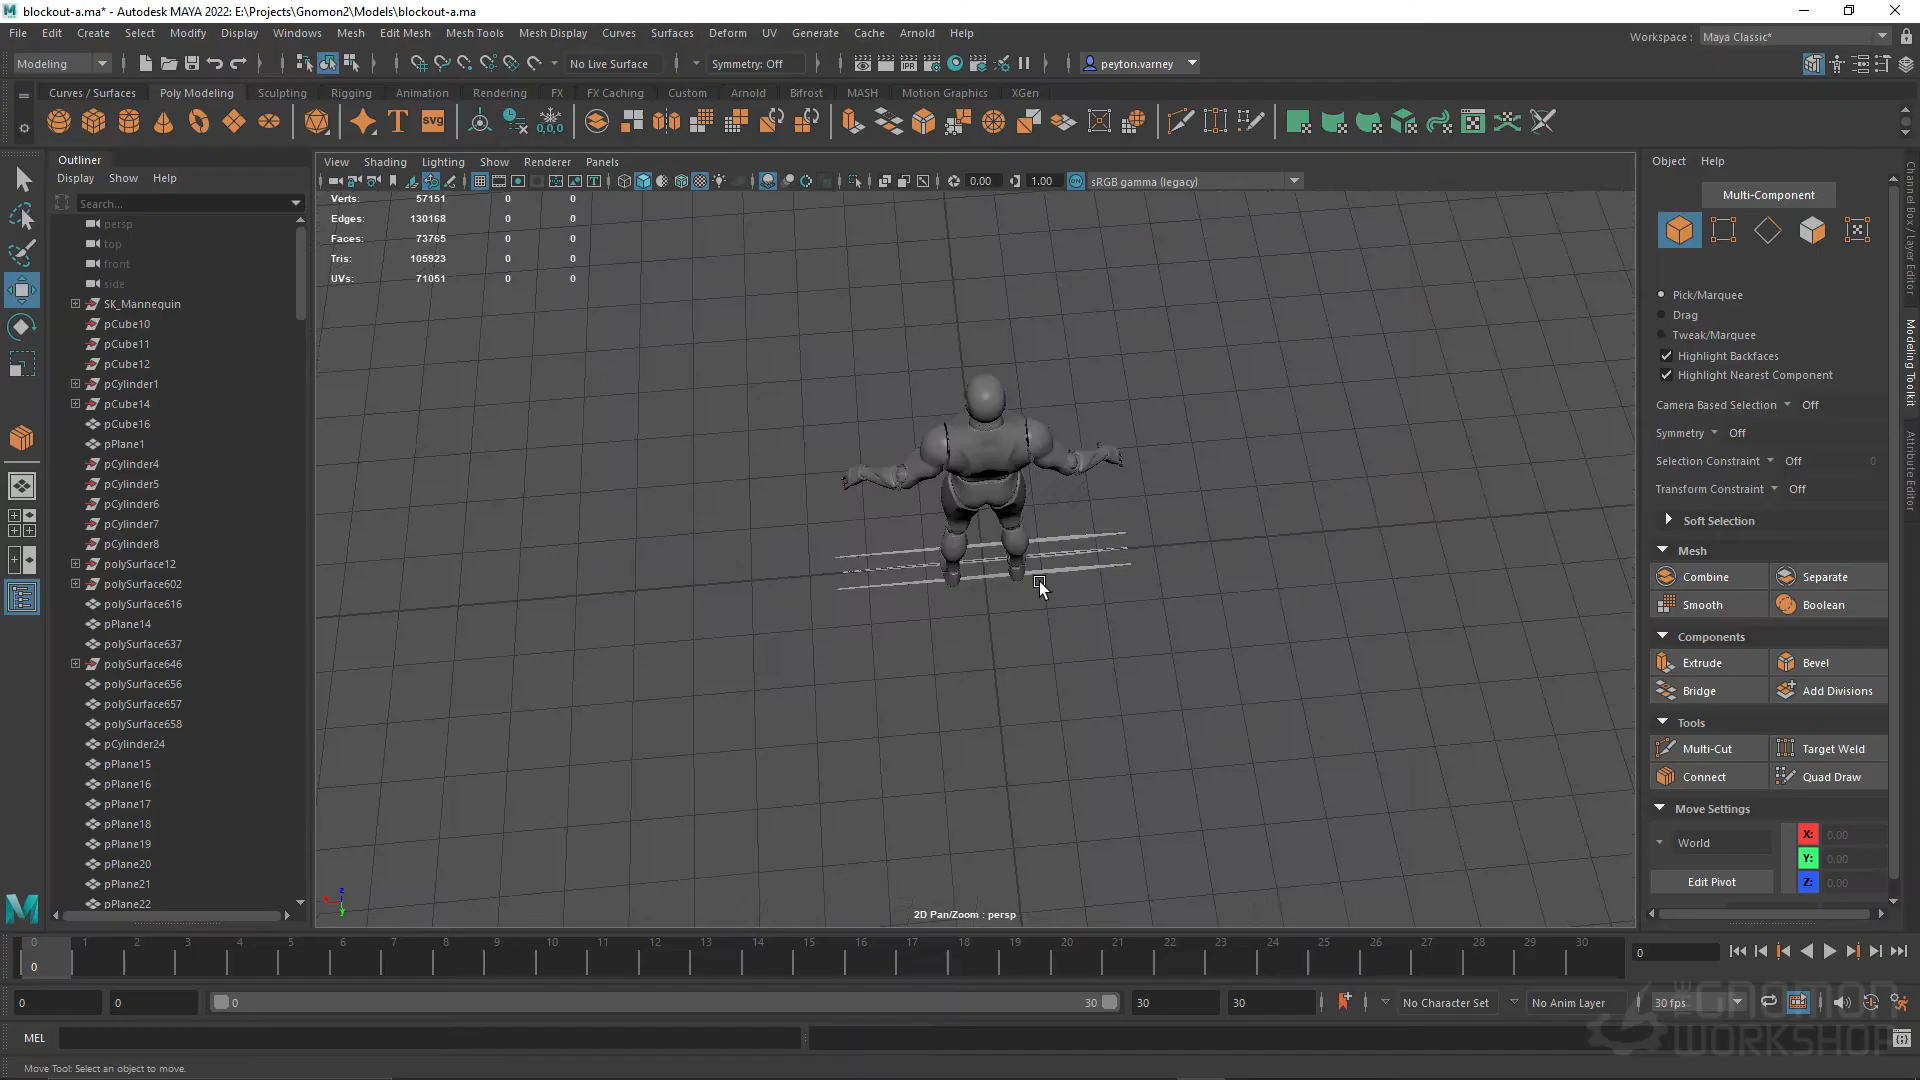 blockout-a.ma* - Autodesk MAYA 2022: E:\Projects\Gnomon2\Models\blockout-a.ma
File Edit Create Select Modify Display Windows Mesh Edit Mesh Mesh Tools Mesh Display Curves Surfaces Deform UV Generate Cache Arnold Help
Workspace : Maya Classic*
Modeling No Live Surface Symmetry: Off peyton.varney
Curves / Surfaces Poly Modeling Sculpting Rigging Animation Rendering FX FX Caching Custom Arnold Bifrost MASH Motion Graphics XGen
Outliner
Display Show Help
Search...
persp
top
front
side
SK_Mannequin
pCube10
pCube11
pCube12
pCylinder1
pCube14
pCube16
pPlane1
pCylinder4
pCylinder5
pCylinder6
pCylinder7
pCylinder8
polySurface12
polySurface602
polySurface616
pPlane14
polySurface637
polySurface646
polySurface656
polySurface657
polySurface658
pCylinder24
pPlane15
pPlane16
pPlane17
pPlane18
pPlane19
pPlane20
pPlane21
pPlane22
View Shading Lighting Show Renderer Panels
0.00 1.00 sRGB gamma (legacy)
Verts: 57151 0 0
Edges: 130168 0 0
Faces: 73765 0 0
Tris: 105923 0 0
UVs: 71051 0 0
2D Pan/Zoom : persp
Object Help
Multi-Component
Pick/Marquee
Drag
Tweak/Marquee
Highlight Backfaces
Highlight Nearest Component
Camera Based Selection Off
Symmetry Off
Selection Constraint Off 0
Transform Constraint Off
Soft Selection
Mesh
Combine Separate
Smooth Boolean
Components
Extrude Bevel
Bridge Add Divisions
Tools
Multi-Cut Target Weld
Connect Quad Draw
Move Settings
World
X: 0.00
Y: 0.00
Edit Pivot Z: 0.00
Channel Box / Layer Editor
Modeling Toolkit
Attribute Editor
0 1 2 3 4 5 6 7 8 9 10 11 12 13 14 15 16 17 18 19 20 21 22 23 24 25 26 27 28 29 30
0 0
0 0 0 30 30 30 No Character Set No Anim Layer 30 fps
MEL
Move Tool: Select an object to move.
THE GNOMON WORKSHOP